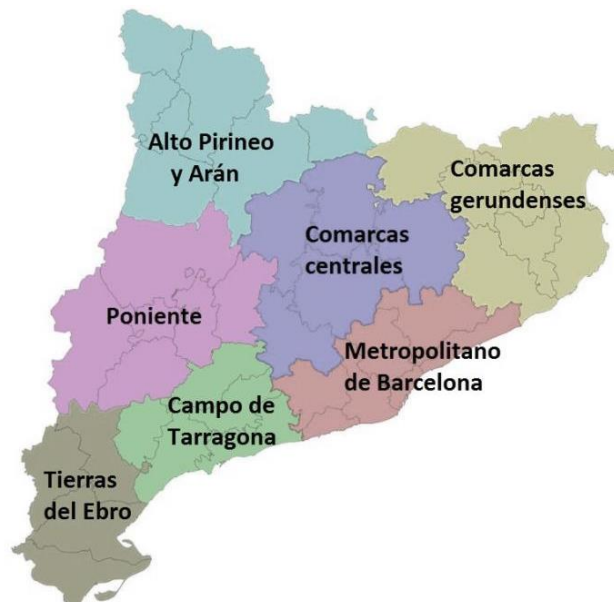 Alto Pirineo
y Arán
Comarcas
gerundenses
Comarcas
centrales
Poniente
Metropolitano
de Barcelona
Campo de
Tarragona
Tierras
del Ebro